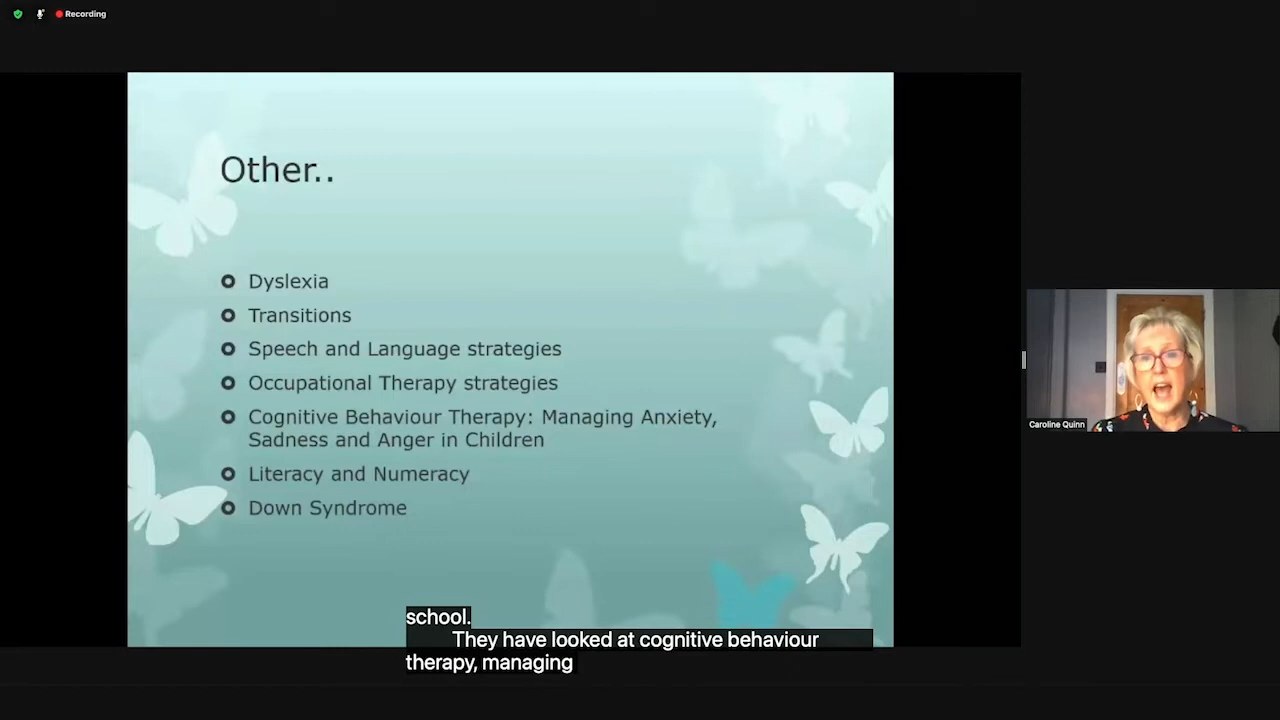 Recording
Other..
Dyslexia
Transitions
Speech and Language strategies
Occupational Therapy strategies
Cognitive Behaviour Therapy: Managing Anxiety,
Sadness and Anger in Children
Literacy and Numeracy
Down Syndrome
Caroline Quinn
school.
They have looked at cognitive behaviour
therapy, managing